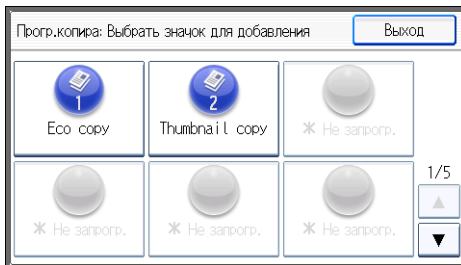 Прогр.копира: Выбрать значок для добавления
Выход
1
2
Eco copy
Thumbnail copy
* Не запрогр.
1/5
* Не запрогр.
* Не запрогр.
* Не запрогр.